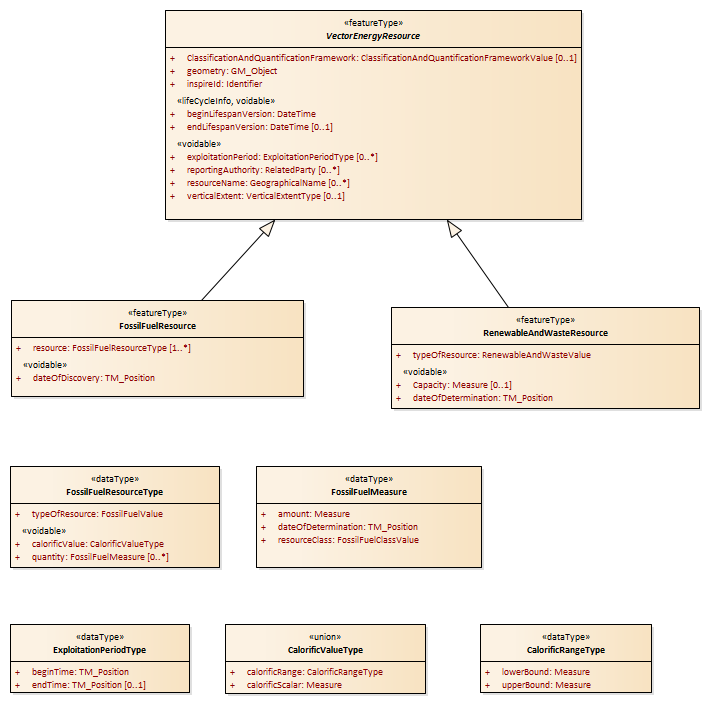 «featureType»
VectorEnergyResource
+ ClassificationAndQuantificationFramework: ClassificationAndQuantificationFrameworkValue [0..1]
+ geometry: GM_Object
+ inspireId: Identifier
«lifeCycleInfo, voidable»
+ beginLifespanVersion: DateTime
+ endLifespanVersion: DateTime [0..1]
«voidable»
+ exploitationPeriod: ExploitationPeriodType [0..*]
+ reportingAuthority: RelatedParty [0..*]
+ resourceName: GeographicalName [0..*]
+ verticalExtent: VerticalExtentType [0..1]
«featureType»
FossilFuelResource
+ resource: FossilFuelResourceType [1..*]
«voidable»
+ dateOfDiscovery: TM_Position
«featureType»
RenewableAndWasteResource
+ typeOfResource: RenewableAndWasteValue
«voidable»
+ Capacity: Measure [0..1]
+ dateOfDetermination: TM_Position
«dataType»
FossilFuelResourceType
+ typeOfResource: FossilFuelValue
«voidable»
+ calorificValue: CalorificValueType
+ quantity: FossilFuelMeasure [0..*]
«dataType»
FossilFuelMeasure
+ amount: Measure
+ dateOfDetermination: TM_Position
+ resourceClass: FossilFuelClassValue
«dataType»
ExploitationPeriodType
+ beginTime: TM_Position
+ endTime: TM_Position [0..1]
«union»
CalorificValueType
+ calorificRange: CalorificRangeType
+ calorificScalar: Measure
«dataType»
CalorificRangeType
+ lowerBound: Measure
+ upperBound: Measure